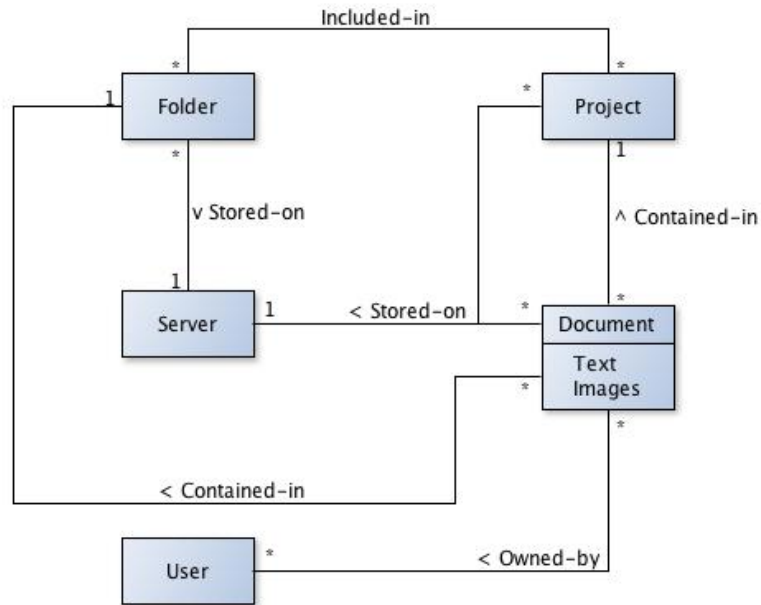 Included-in
* *
1 Folder * Project
* 1
v Stored-on ^ Contained-in
1 *
Server 1 < Stored-on * Document
Text
* Images
*
< Contained-in
User * < Owned-by